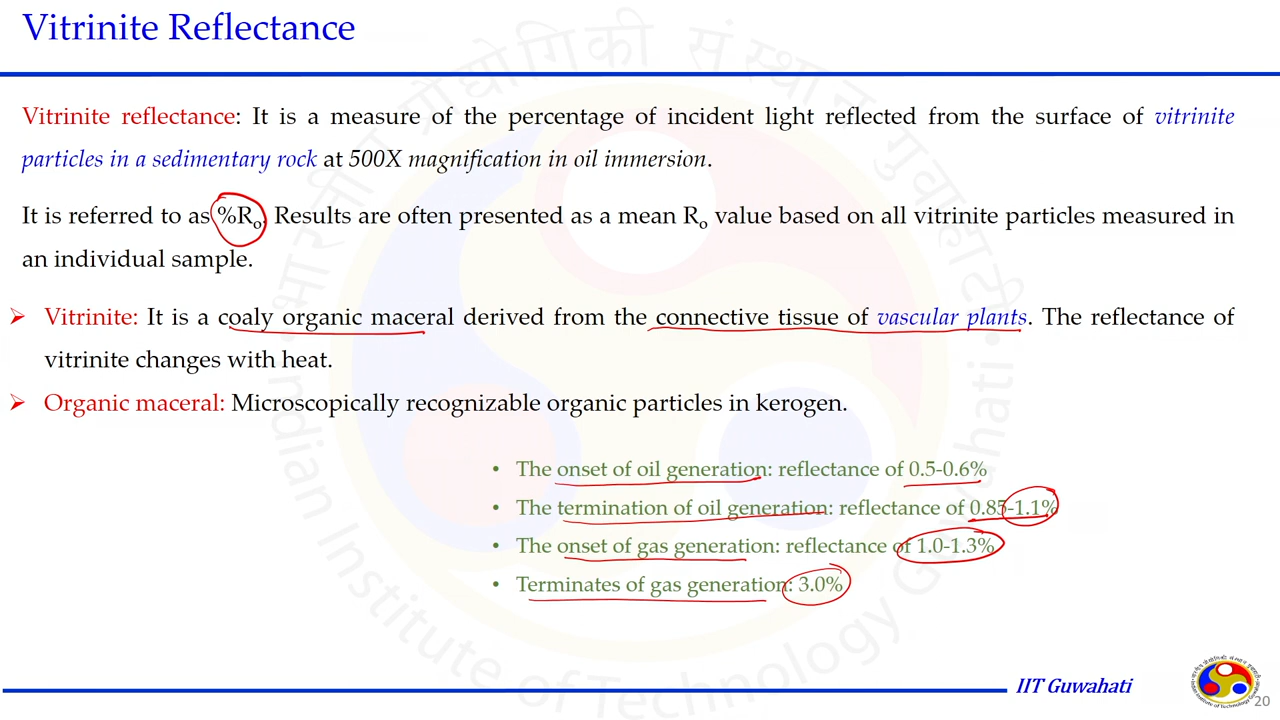 Vitrinite Reflectance
Vitrinite reflectance: It is a measure of the percentage of incident light reflected from the surface of vitrinite
particles in a sedimentary rock at 500X magnification in oil immersion.
It is referred to as %Ro. Results are often presented as a mean Ro value based on all vitrinite particles measured in
an individual sample.
➢ Vitrinite: It is a coaly organic maceral derived from the connective tissue of vascular plants. The reflectance of
vitrinite changes with heat.
➢ Organic maceral: Microscopically recognizable organic particles in kerogen.
• The onset of oil generation: reflectance of 0.5-0.6%
• The termination of oil generation: reflectance of 0.85-1.1%
• The onset of gas generation: reflectance of 1.0-1.3%
• Terminates of gas generation: 3.0%
Indian Institute of Technology Guwahati
IIT Guwahati
20